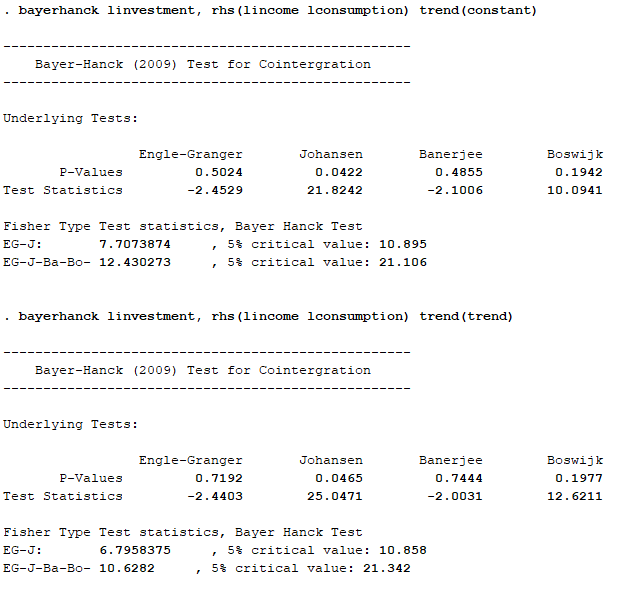 . bayerhanck linvestment, rhs(lincome lconsumption) trend(constant)
---------------------------------------------------
Bayer-Hanck (2009) Test for Cointergration
---------------------------------------------------
Underlying Tests:
Engle-Granger Johansen Banerjee Boswijk
P-Values 0.5024 0.0422 0.4855 0.1942
Test Statistics -2.4529 21.8242 -2.1006 10.0941
Fisher Type Test statistics, Bayer Hanck Test
EG-J: 7.7073874 , 5% critical value: 10.895
EG-J-Ba-Bo- 12.430273 , 5% critical value: 21.106
. bayerhanck linvestment, rhs(lincome lconsumption) trend(trend)
---------------------------------------------------
Bayer-Hanck (2009) Test for Cointergration
---------------------------------------------------
Underlying Tests:
Engle-Granger Johansen Banerjee Boswijk
P-Values 0.7192 0.0465 0.7444 0.1977
Test Statistics -2.4403 25.0471 -2.0031 12.6211
Fisher Type Test statistics, Bayer Hanck Test
EG-J: 6.7958375 , 5% critical value: 10.858
EG-J-Ba-Bo- 10.6282 , 5% critical value: 21.342